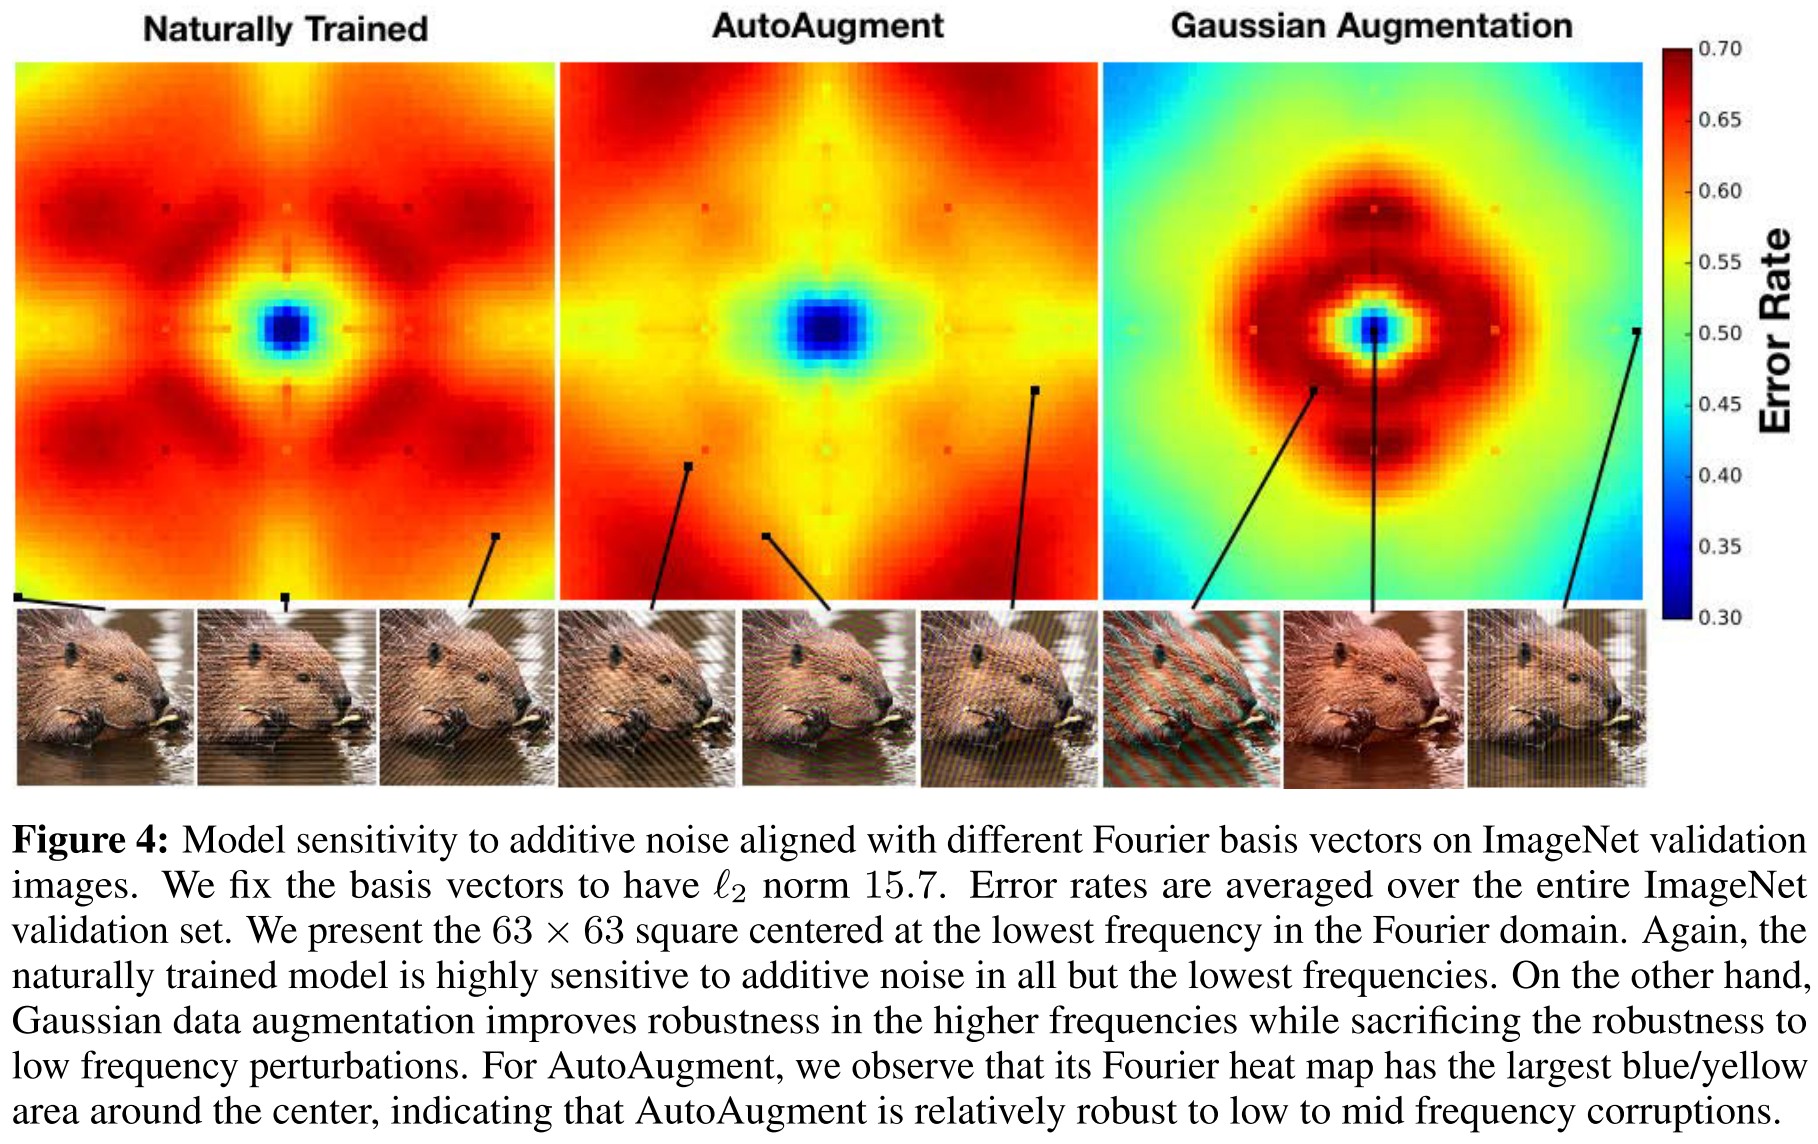 Naturally Trained
AutoAugment
Gaussian Augmentation
0.70
0.65
0.60
0.55
0.50
0.45
0.40
0.35
0.30
Error Rate
Figure 4: Model sensitivity to additive noise aligned with different Fourier basis vectors on ImageNet validation
images. We fix the basis vectors to have ℓ₂ norm 15.7. Error rates are averaged over the entire ImageNet
validation set. We present the 63 × 63 square centered at the lowest frequency in the Fourier domain. Again, the
naturally trained model is highly sensitive to additive noise in all but the lowest frequencies. On the other hand,
Gaussian data augmentation improves robustness in the higher frequencies while sacrificing the robustness to
low frequency perturbations. For AutoAugment, we observe that its Fourier heat map has the largest blue/yellow
area around the center, indicating that AutoAugment is relatively robust to low to mid frequency corruptions.